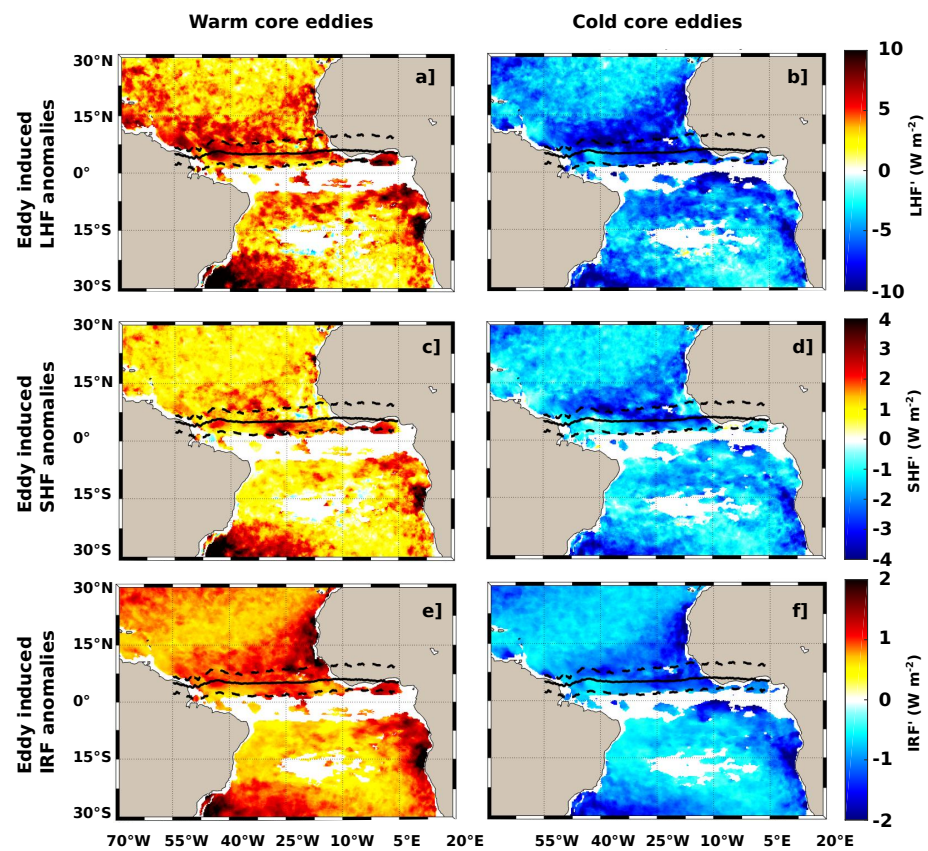 Warm core eddies
Cold core eddies
Eddy induced
LHF anomalies
30°N
15°N
0°
15°S
30°S
a]
b]
10
5
0
-5
-10
LHF' (W m-2)
Eddy induced
SHF anomalies
30°N
15°N
0°
15°S
30°S
c]
d]
4
3
2
1
0
-1
-2
-3
-4
SHF' (W m-2)
Eddy induced
IRF anomalies
30°N
15°N
0°
15°S
30°S
e]
f]
2
1
0
-1
-2
IRF' (W m-2)
70°W 55°W 40°W 25°W 10°W 5°E 20°E
55°W 40°W 25°W 10°W 5°E 20°E